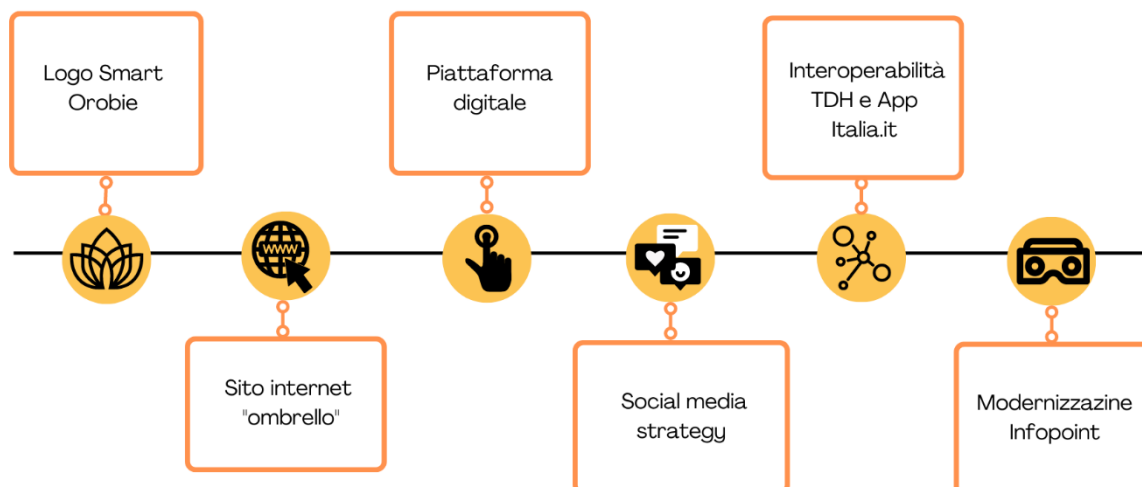 Logo Smart
Orobie
Sito internet
"ombrello"
Piattaforma
digitale
Social media
strategy
Interoperabilità
TDH e App
Italia.it
Modernizzazine
Infopoint
WWW